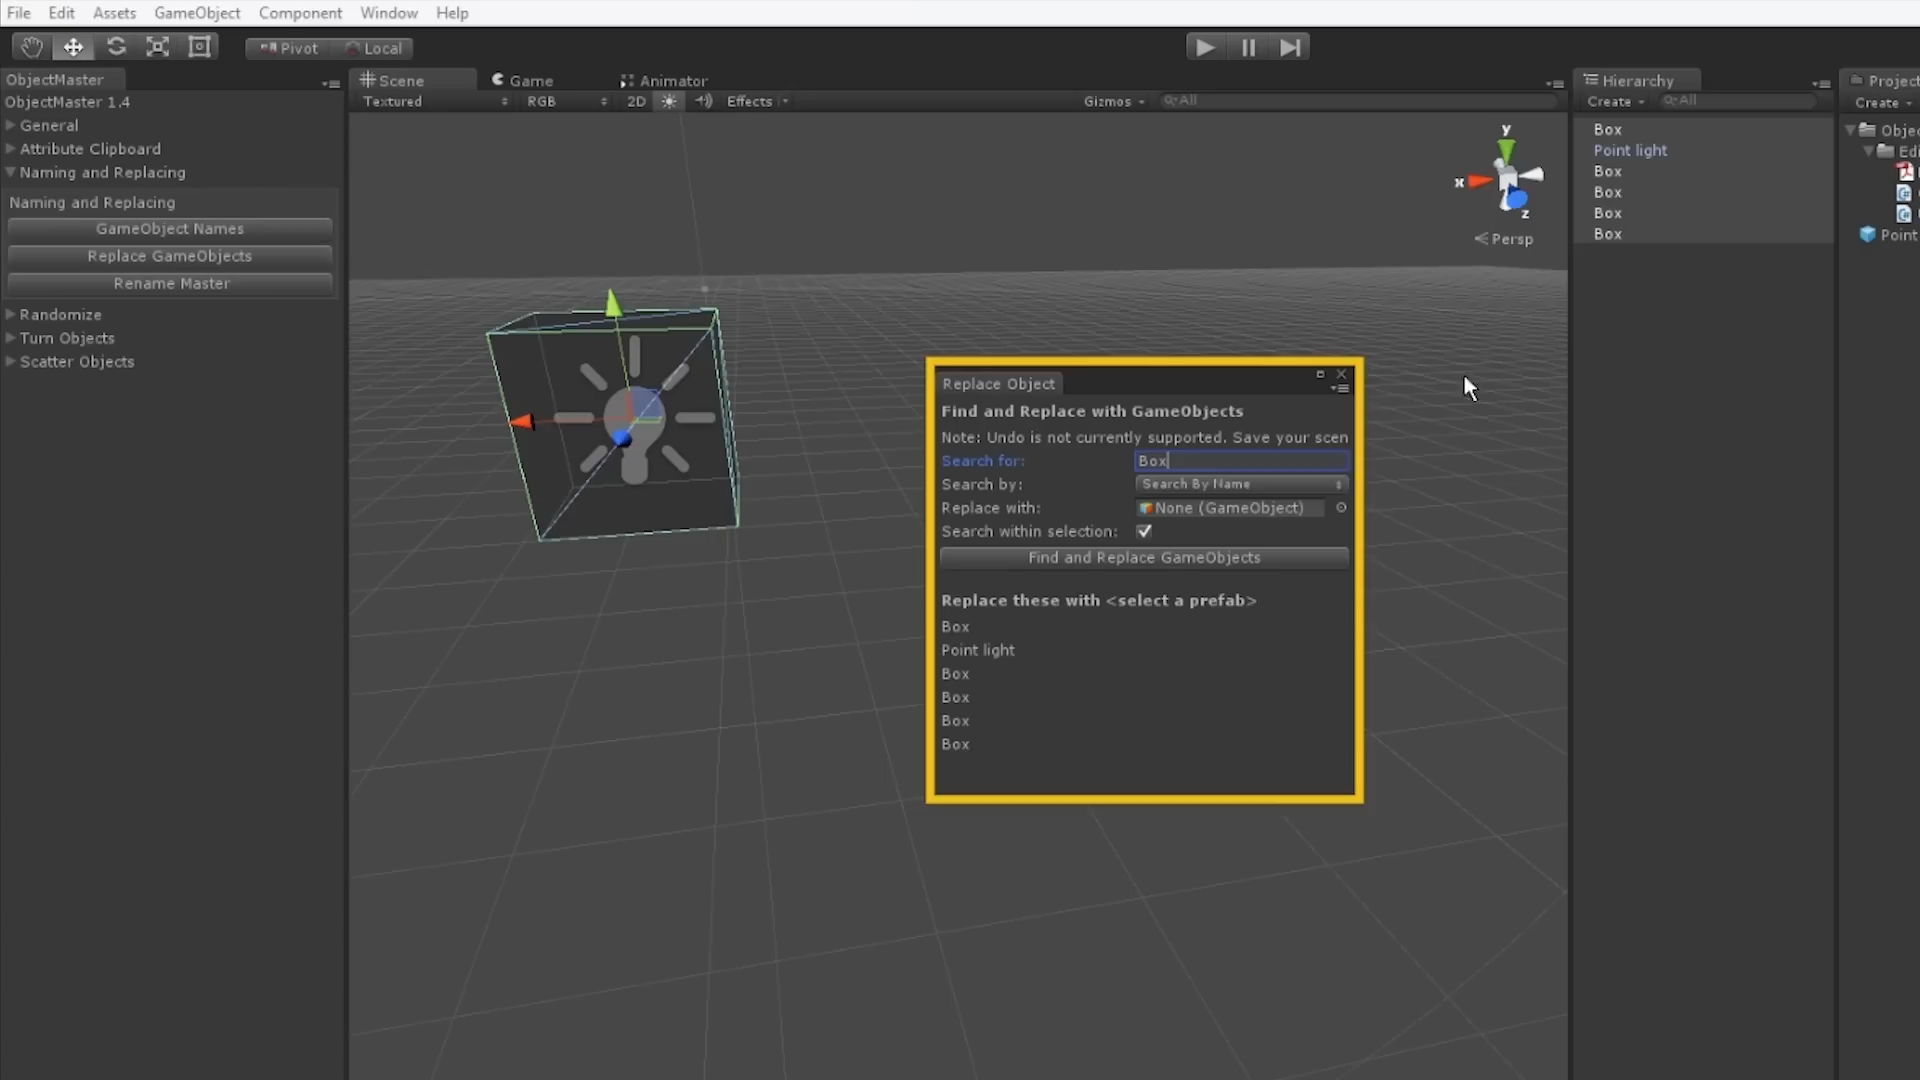 File Edit Assets GameObject Component Window Help
Pivot Local
ObjectMaster
ObjectMaster 1.4
General
Attribute Clipboard
Naming and Replacing
Naming and Replacing
GameObject Names
Replace GameObjects
Rename Master
Randomize
Turn Objects
Scatter Objects
Scene Game Animator
Textured RGB 2D Effects Gizmos All
y
x
z
Persp
Replace Object
Find and Replace with GameObjects
Note: Undo is not currently supported. Save your scen
Search for: Box
Search by: Search By Name
Replace with: None (GameObject)
Search within selection:
Find and Replace GameObjects
Replace these with <select a prefab>
Box
Point light
Box
Box
Box
Box
Hierarchy
Create All
Box
Point light
Box
Box
Box
Box
Project
Create
Objec
Edi
Point